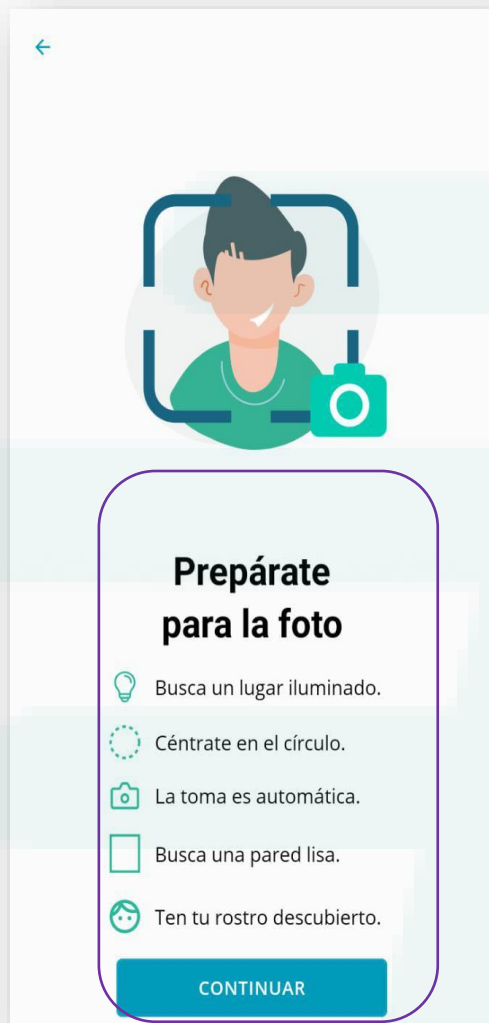 Prepárate
para la foto
Busca un lugar iluminado.
Céntrate en el círculo.
La toma es automática.
Busca una pared lisa.
Ten tu rostro descubierto.
CONTINUAR